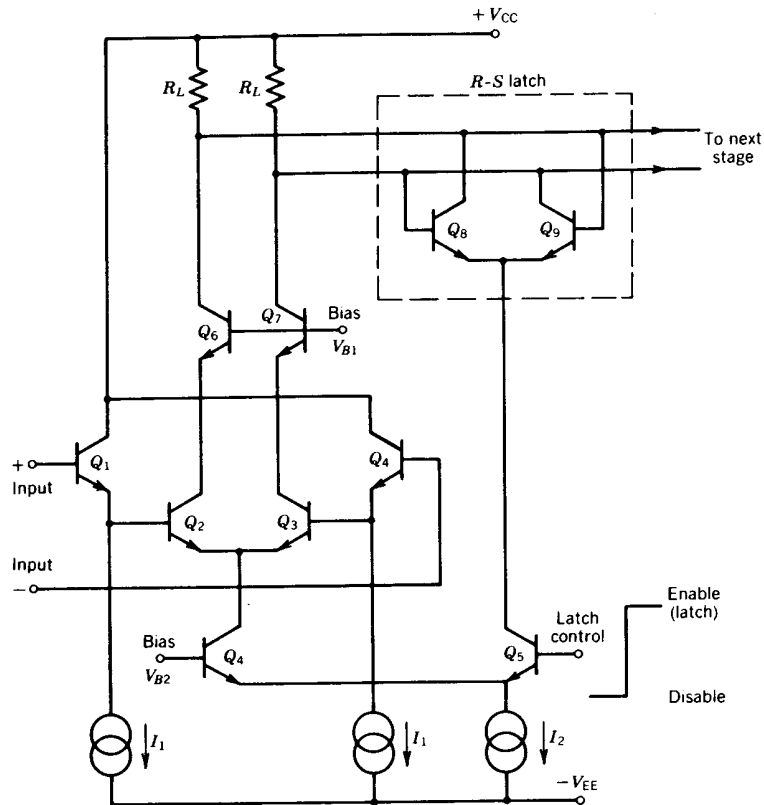 + V_CC
R_L
R_L
R-S latch
To next
stage
Q_8
Q_9
Q_6
Q_7
Bias
V_B1
+
Input
Q_1
Q_4
Q_2
Q_3
Input
−
Bias
V_B2
Q_4
Q_5
Latch
control
Enable
(latch)
Disable
I_1
I_1
I_2
−V_EE